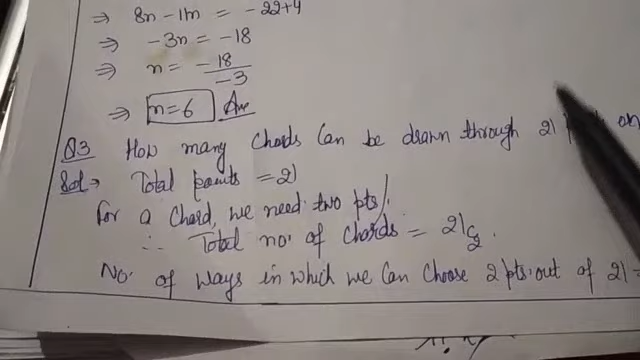 ⇒ 8n - 11n = -22+4
⇒ -3n = -18
⇒ n = -18/-3
⇒ n=6 Ans
Q3 How many Chords Can be drawn through 21 on
Sol→ Total points = 21
For a chord, we need two pts/.
∴ Total no. of chords = 21C2.
No. of ways in which we can choose 2 pts. out of 21 =